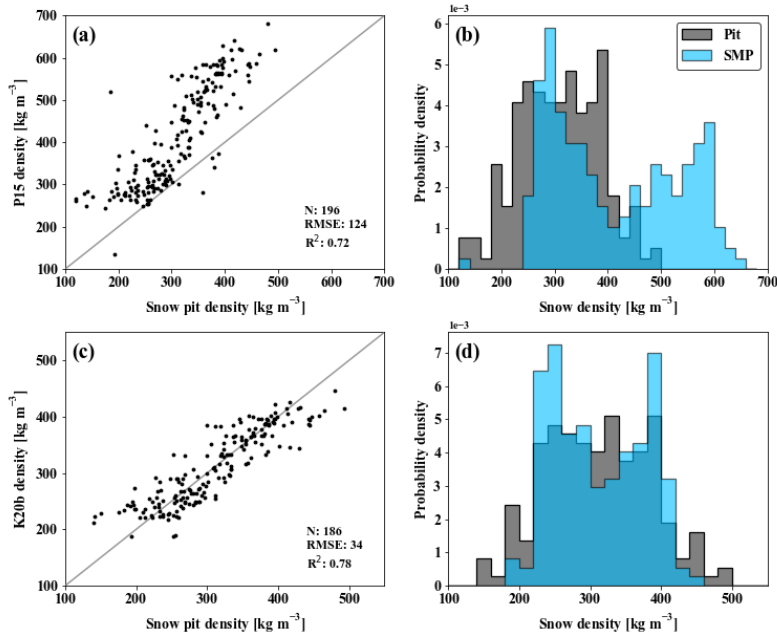 (a)
700
600
500
400
300
200
100
P15 density [kg m⁻³]
N: 196
RMSE: 124
R²: 0.72
100 200 300 400 500 600 700
Snow pit density [kg m⁻³]
1e−3
(b)
Pit
SMP
6
5
4
3
2
1
0
Probability density
100 200 300 400 500 600 700
Snow density [kg m⁻³]
(c)
500
400
300
200
100
K20b density [kg m⁻³]
N: 186
RMSE: 34
R²: 0.78
100 200 300 400 500
Snow pit density [kg m⁻³]
1e−3
(d)
7
6
5
4
3
2
1
0
Probability density
100 200 300 400 500
Snow density [kg m⁻³]